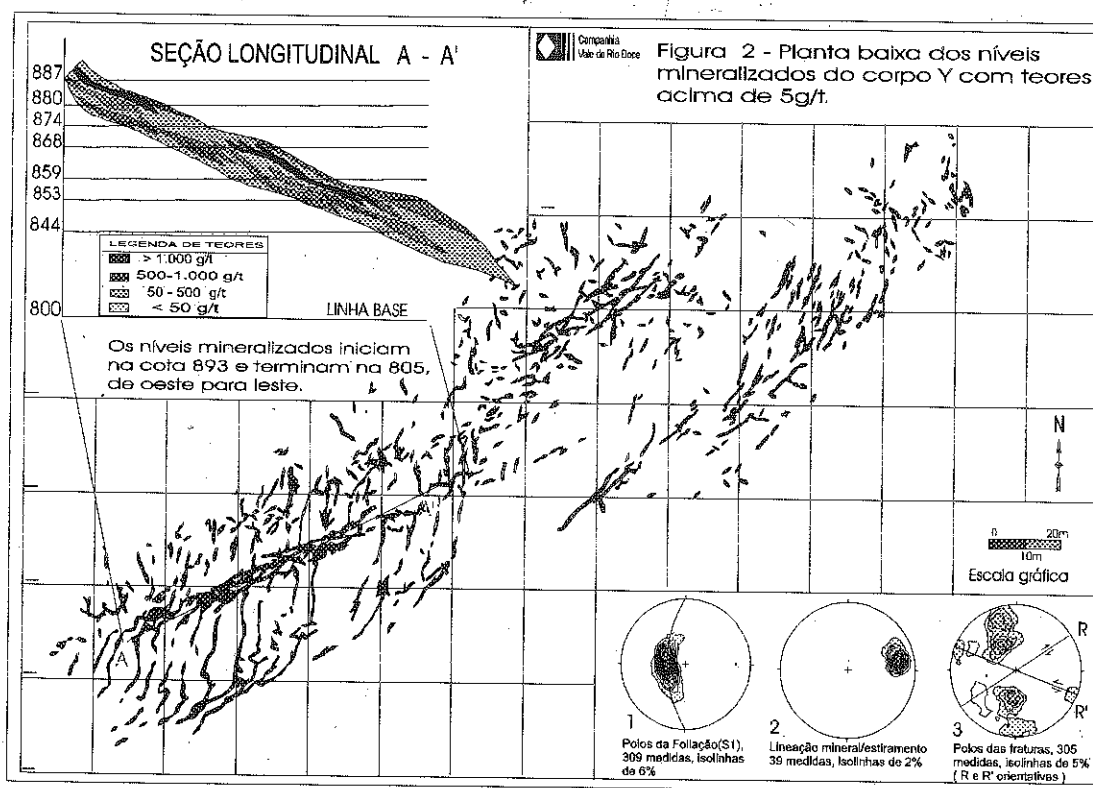 SEÇÃO LONGITUDINAL A - A'
887
880
874
868
859
853
844
800
LEGENDA DE TEORES
> 1.000 g/t
500-1.000 g/t
50-500 g/t
< 50 g/t
LINHA BASE
Os níveis mineralizados iniciam
na cota 893 e terminam na 805,
de oeste para leste.
Companhia
Vale do Rio Doce
Figura 2 - Planta baixa dos níveis
mineralizados do corpo Y com teores
acima de 5g/t.
A
A'
N
0 20m
10m
Escala gráfica
1
Polos da Foliação(S1),
309 medidas, isolinhas
de 6%
2
Lineação mineral/estiramento
39 medidas, isolinhas de 2%
R
R'
3
Polos das fraturas, 305
medidas, isolinhas de 5%
( R e R' orientativas )